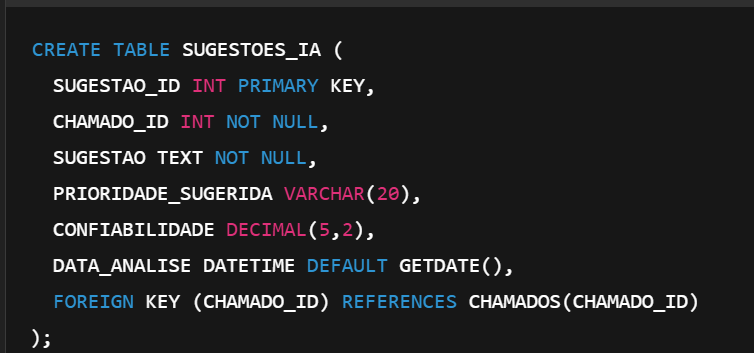 CREATE TABLE SUGESTOES_IA (
SUGESTAO_ID INT PRIMARY KEY,
CHAMADO_ID INT NOT NULL,
SUGESTAO TEXT NOT NULL,
PRIORIDADE_SUGERIDA VARCHAR(20),
CONFIABILIDADE DECIMAL(5,2),
DATA_ANALISE DATETIME DEFAULT GETDATE(),
FOREIGN KEY (CHAMADO_ID) REFERENCES CHAMADOS(CHAMADO_ID)
);